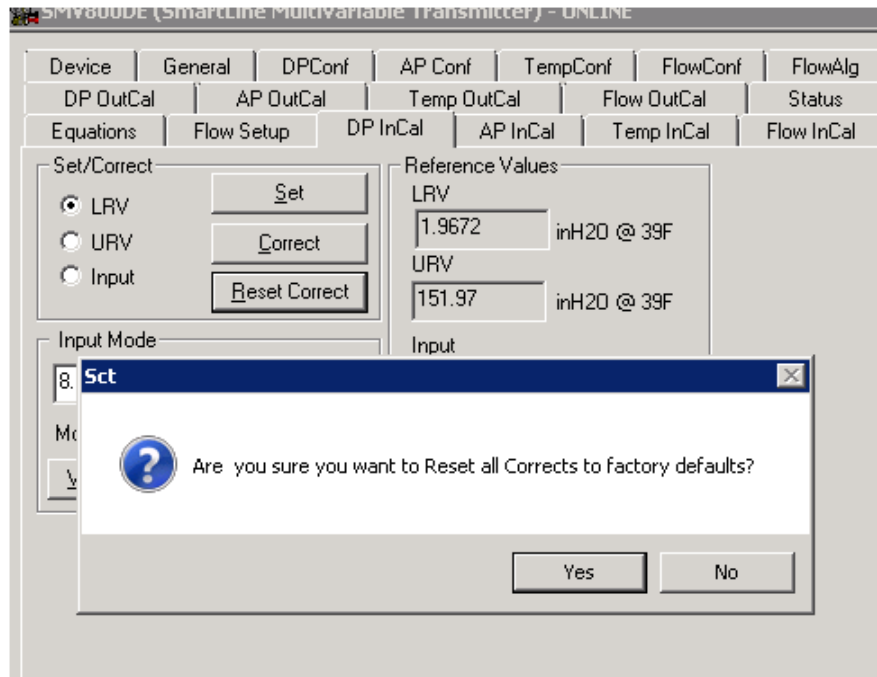 SMV800DE (SmartLine Multivariable Transmitter) - ONLINE
Device General DPConf AP Conf TempConf FlowConf FlowAlg
DP OutCal AP OutCal Temp OutCal Flow OutCal Status
Equations Flow Setup DP InCal AP InCal Temp InCal Flow InCal
Set/Correct
LRV
URV
Input
Set
Correct
Reset Correct
Reference Values
LRV
1.9672 inH2O @ 39F
URV
151.97 inH2O @ 39F
Input
Input Mode
8.
Sct
Are you sure you want to Reset all Corrects to factory defaults?
Yes No